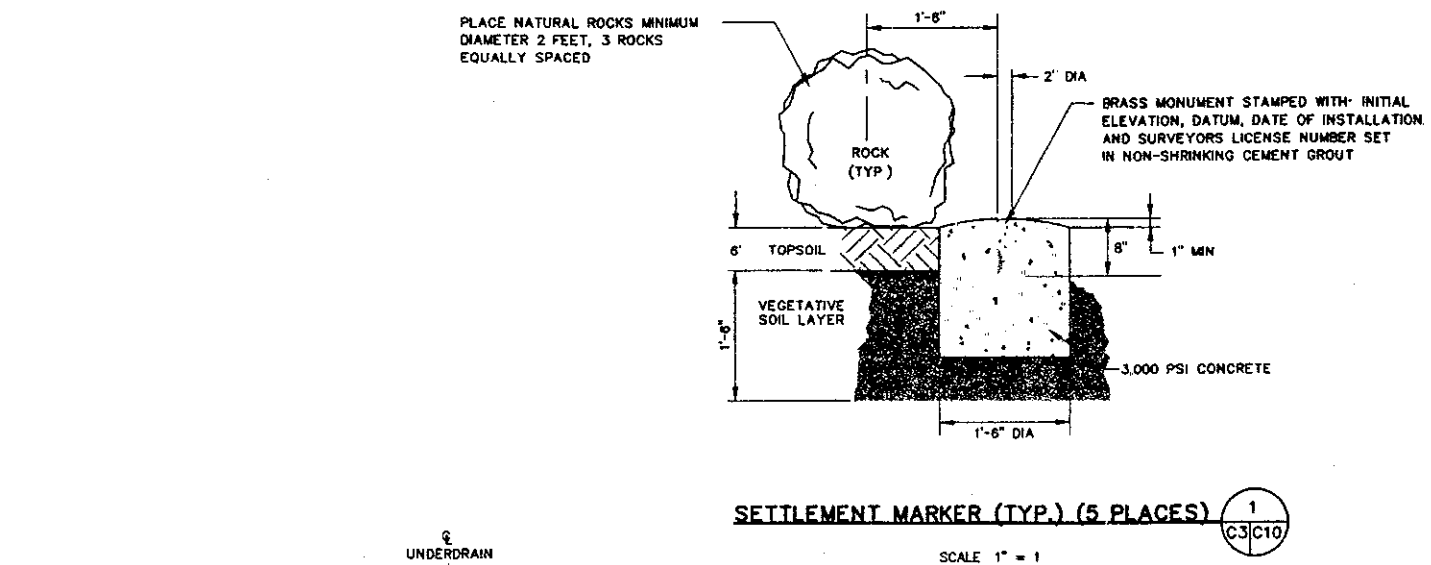 PLACE NATURAL ROCKS MINIMUM
DIAMETER 2 FEET, 3 ROCKS
EQUALLY SPACED
1'-6"
2" DIA
BRASS MONUMENT STAMPED WITH- INITIAL
ELEVATION, DATUM, DATE OF INSTALLATION
AND SURVEYORS LICENSE NUMBER SET
IN NON-SHRINKING CEMENT GROUT
ROCK
(TYP)
6' TOPSOIL
8"
1" MIN
VEGETATIVE
SOIL LAYER
1'-6"
3,000 PSI CONCRETE
1'-6" DIA
SETTLEMENT MARKER (TYP.) (5 PLACES)
1
C3 C10
SCALE 1" = 1
℄
UNDERDRAIN